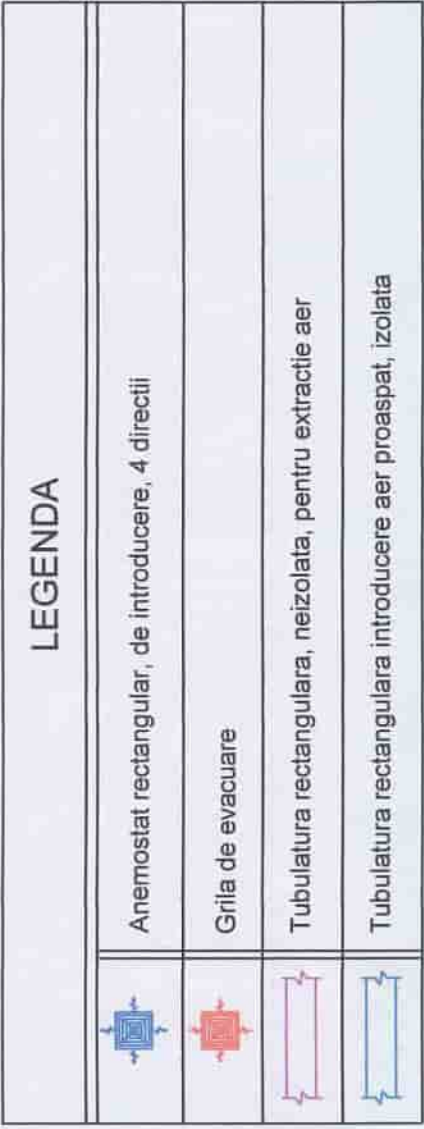 LEGENDA
Anemostat rectangular, de introducere, 4 directii
Grila de evacuare
Tubulatura rectangulara, neizolata, pentru extractie aer
Tubulatura rectangulara introducere aer proaspat, izolata